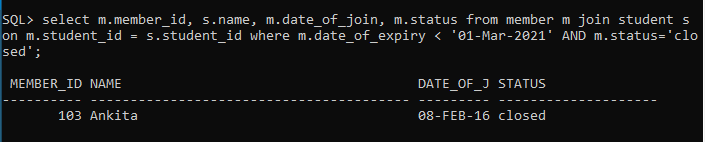 SQL> select m.member_id, s.name, m.date_of_join, m.status from member m join student s
on m.student_id = s.student_id where m.date_of_expiry < '01-Mar-2021' AND m.status='clo
sed';
MEMBER_ID NAME DATE_OF_J STATUS
---------- ---------------------------------------- --------- --------------------
103 Ankita 08-FEB-16 closed